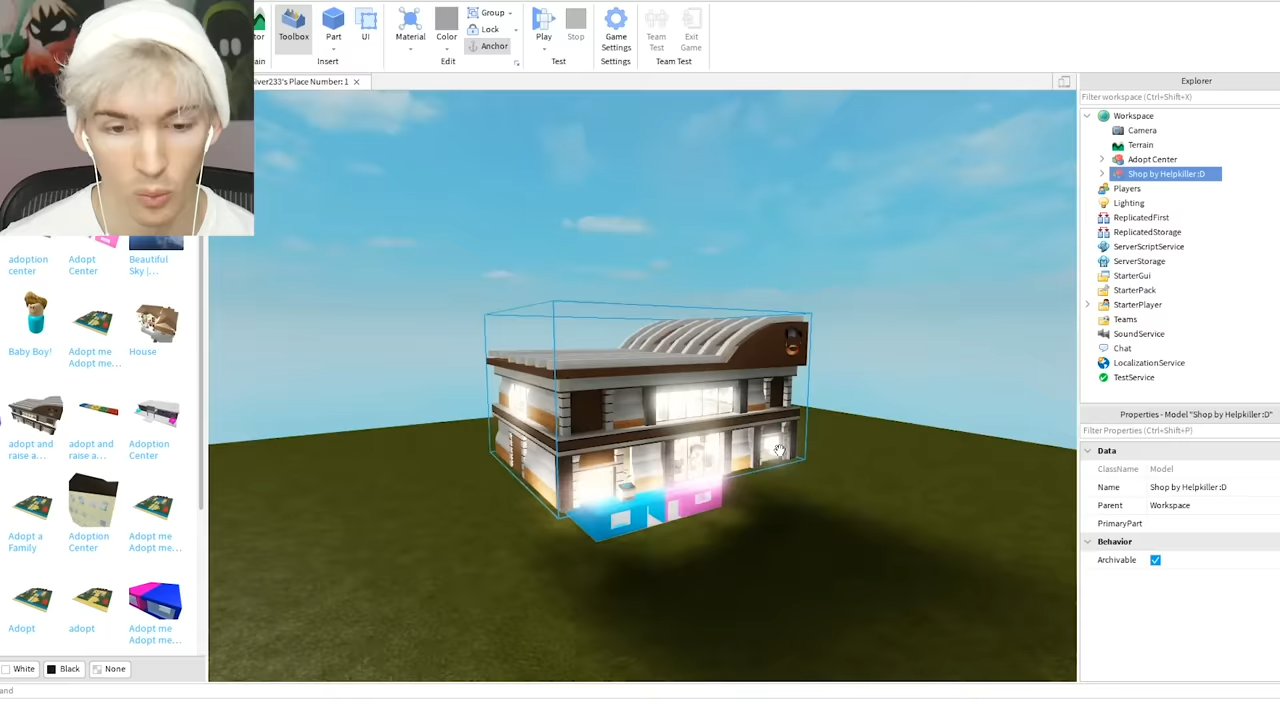 Group
Lock
Anchor
Toolbox
Part
UI
Material
Color
Play
Stop
Game
Settings
Team
Test
Exit
Game
Insert
Edit
Test
Settings
Team Test
's Place Number: 1
Explorer
Filter workspace (Ctrl+Shift+X)
Workspace
Camera
Terrain
Adopt Center
Shop by Helpkiller :D
Players
Lighting
ReplicatedFirst
ReplicatedStorage
ServerScriptService
ServerStorage
StarterGui
StarterPack
StarterPlayer
Teams
SoundService
Chat
LocalizationService
TestService
Properties - Model "Shop by Helpkiller :D"
Filter Properties (Ctrl+Shift+P)
Data
ClassName Model
Name Shop by Helpkiller :D
Parent Workspace
PrimaryPart
Behavior
Archivable
adoption
center
Adopt
Center
Beautiful
Sky |...
Baby Boy!
Adopt me
Adopt me...
House
adopt and
raise a...
adopt and
raise a...
Adoption
Center
Adopt a
Family
Adoption
Center
Adopt me
Adopt me...
Adopt
adopt
Adopt me
Adopt me...
White
Black
None